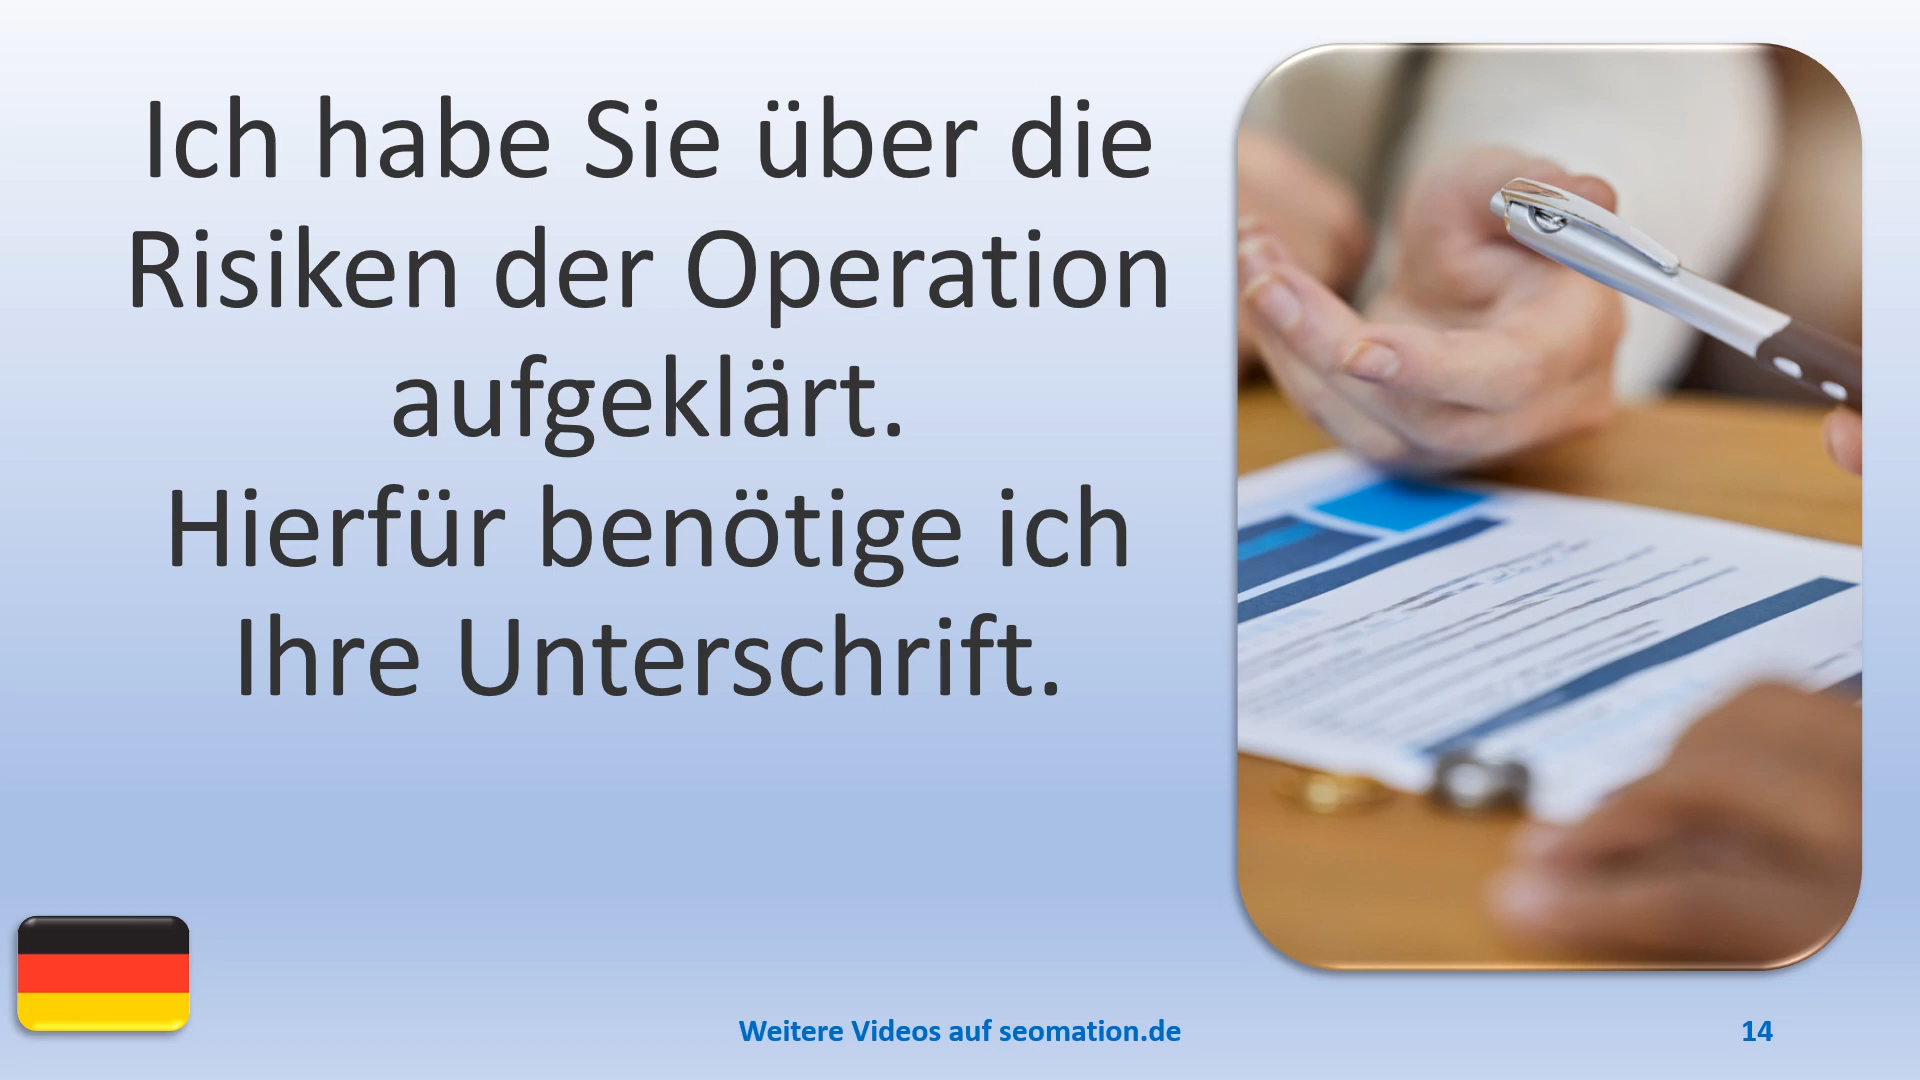 Ich habe Sie über die
Risiken der Operation
aufgeklärt.
Hierfür benötige ich
Ihre Unterschrift.
Weitere Videos auf seomation.de
14